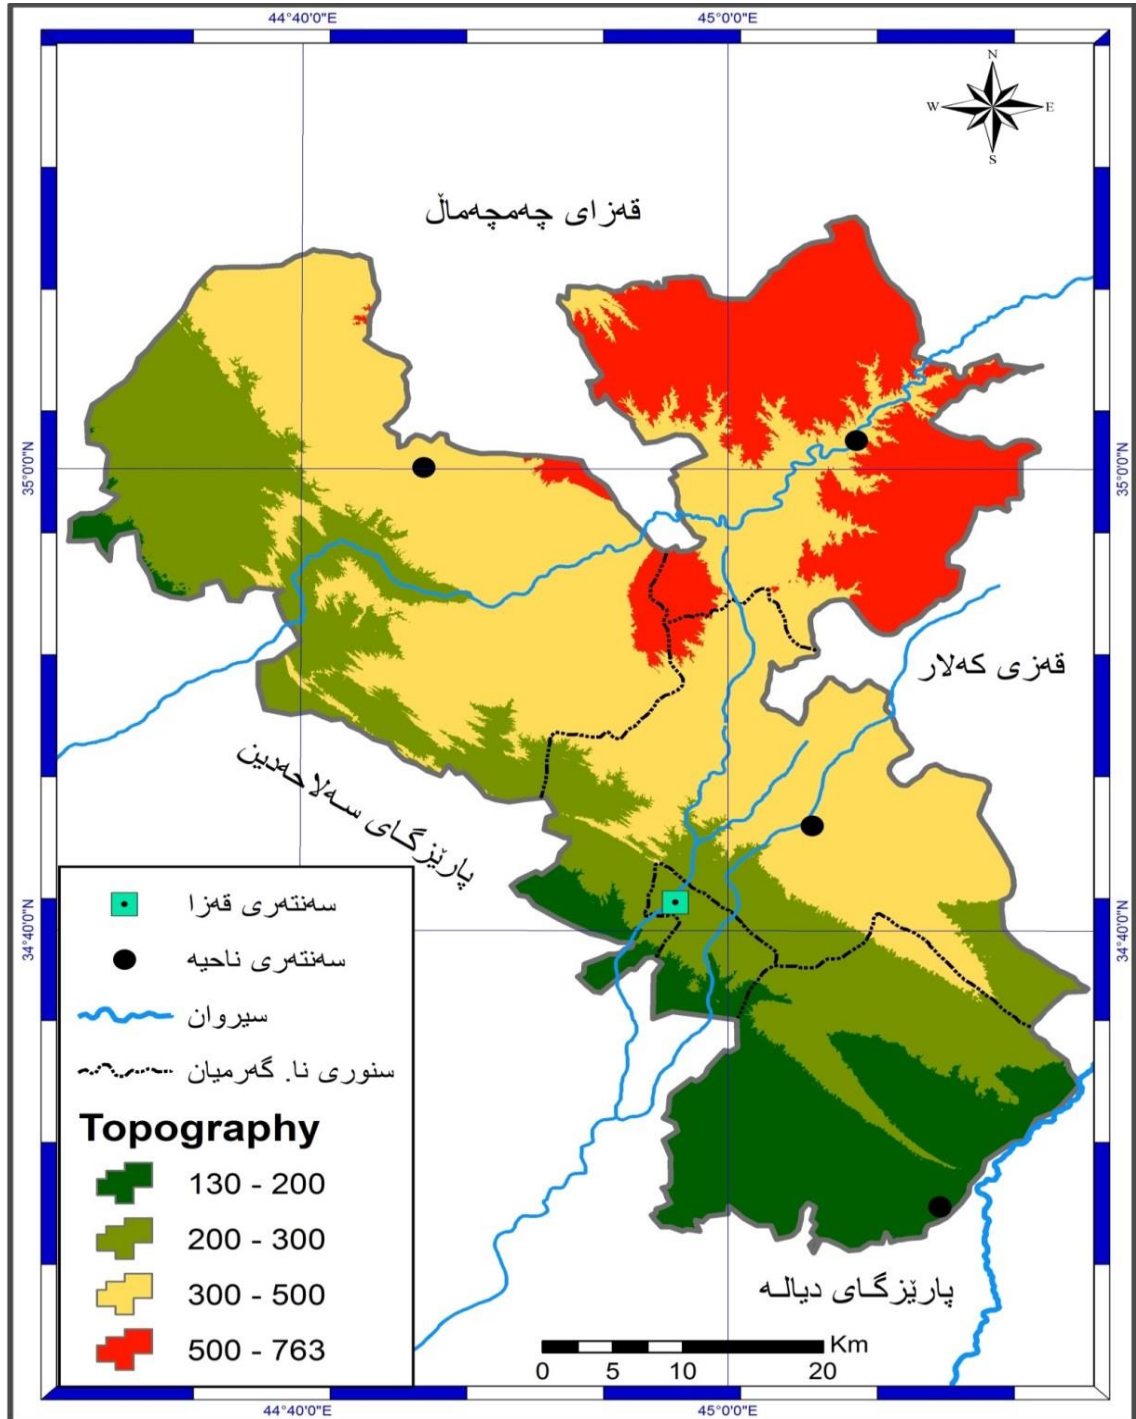 44°40'0"E
45°0'0"E
N
W
E
S
قەزای چەمچەماڵ
35°0'0"N
35°0'0"N
قەزی کەلار
پارێزگای سەلاحەدین
سەنتەری قەزا
34°40'0"N
34°40'0"N
سەنتەری ناحیە
سیروان
سنوری نا. گەرمیان
Topography
130 - 200
200 - 300
300 - 500
500 - 763
پارێزگای دیالە
Km
0 5 10 20
44°40'0"E
45°0'0"E